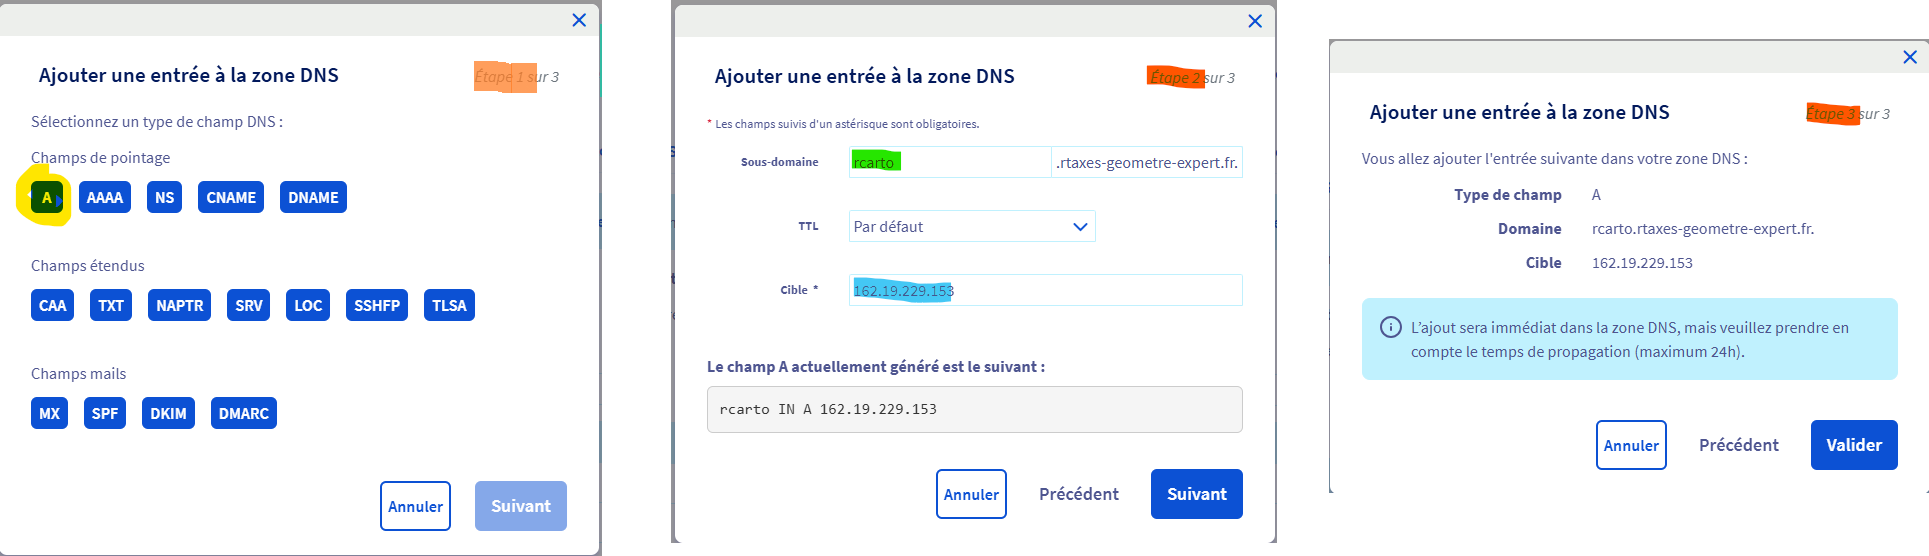 Ajouter une entrée à la zone DNS
Étape 1 sur 3
Sélectionnez un type de champ DNS :
Champs de pointage
A AAAA NS CNAME DNAME
Champs étendus
CAA TXT NAPTR SRV LOC SSHFP TLSA
Champs mails
MX SPF DKIM DMARC
Annuler Suivant
Ajouter une entrée à la zone DNS
Étape 2 sur 3
* Les champs suivis d'un astérisque sont obligatoires.
Sous-domaine rcarto .rtaxes-geometre-expert.fr.
TTL Par défaut
Cible * 162.19.229.153
Le champ A actuellement généré est le suivant :
rcarto IN A 162.19.229.153
Annuler Précédent Suivant
Ajouter une entrée à la zone DNS
Étape 3 sur 3
Vous allez ajouter l'entrée suivante dans votre zone DNS :
Type de champ A
Domaine rcarto.rtaxes-geometre-expert.fr.
Cible 162.19.229.153
L’ajout sera immédiat dans la zone DNS, mais veuillez prendre en
compte le temps de propagation (maximum 24h).
Annuler Précédent Valider